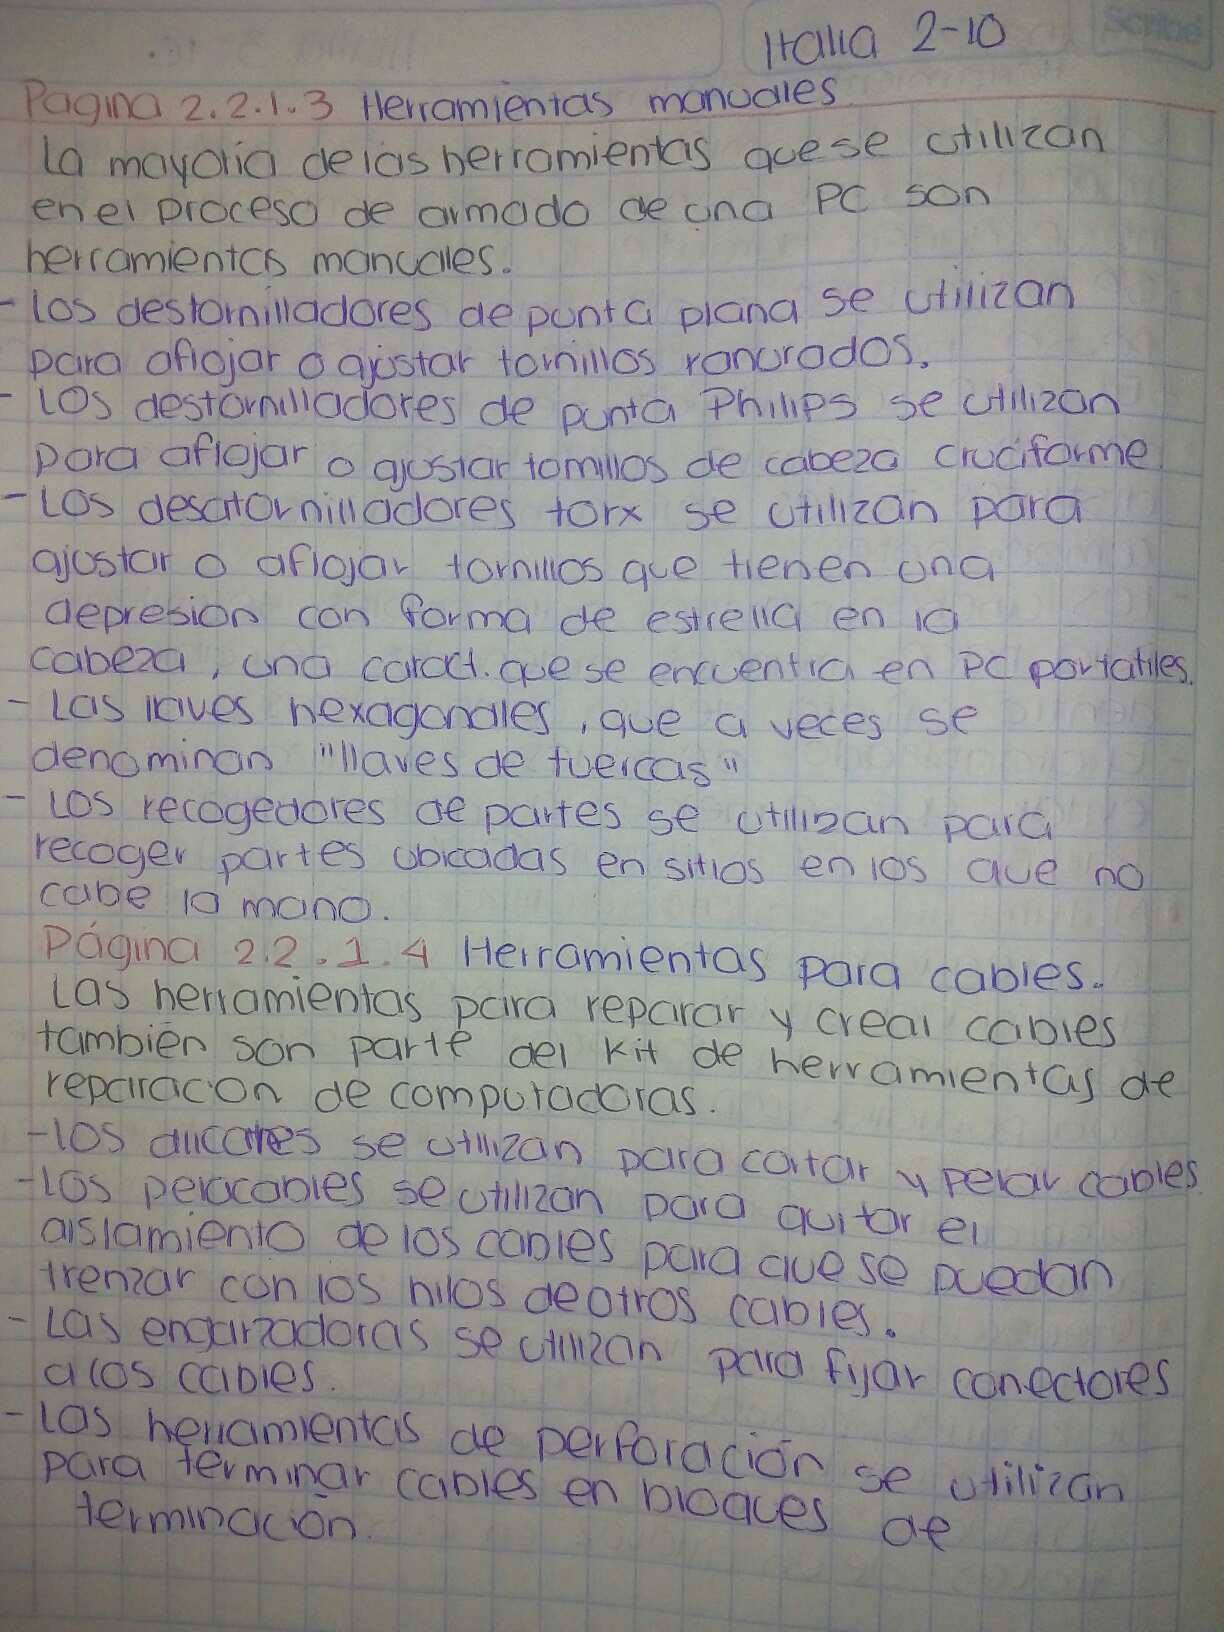 Italia 2-10
Scribe
Pagina 2.2.1.3 Herramientas manuales
La mayoria de las herramientas que se utilizan
en el proceso de armado de una PC son
herramientas manuales.
- Los destornilladores de punta plana se utilizan
para aflojar o ajustar tornillos ranurados.
- Los destornilladores de punta Philips se utilizan
para aflojar o ajustar tornillos de cabeza cruciforme
- Los desatornilladores torx se utilizan para
ajustar o aflojar tornillos que tienen una
depresion con forma de estrella en la
cabeza, una caract. que se encuentra en PC portatiles.
- Las llaves hexagonales, que a veces se
denominan "llaves de tuercas"
- Los recogedores de partes se utilizan para
recoger partes ubicadas en sitios en los que no
cabe la mano.
Página 2.2.1.4 Herramientas para cables.
Las herramientas para reparar y crear cables
también son parte del kit de herramientas de
reparacion de computadoras.
- Los alicates se utilizan para cortar y pelar cables
- Los pelacables se utilizan para quitar el
aislamiento de los cables para que se puedan
trenzar con los hilos de otros cables.
- Las engarzadoras se utilizan para fijar conectores
a los cables.
- Las herramientas de perforación se utilizan
para terminar cables en bloques de
terminación.